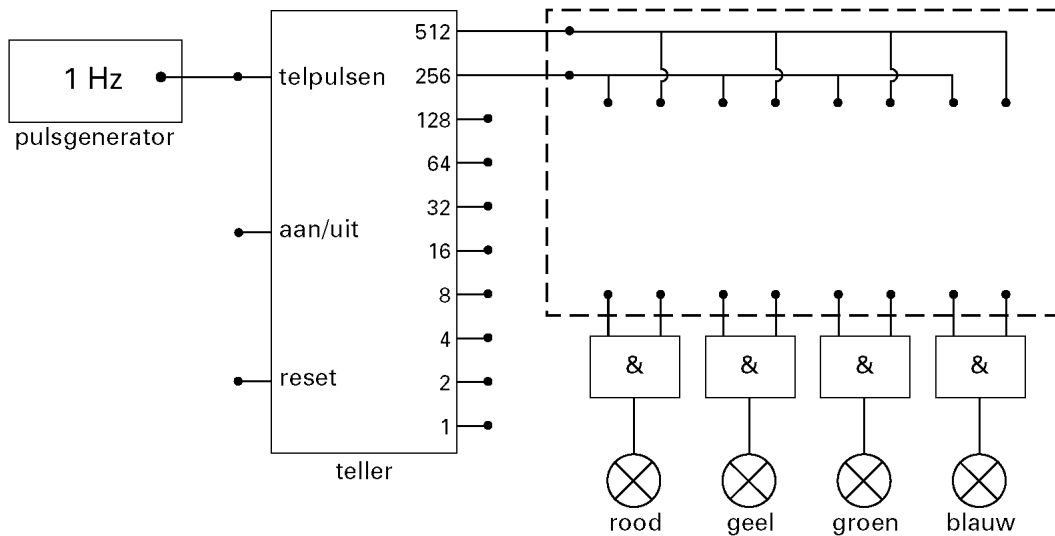 1 Hz
pulsgenerator
telpulsen
aan/uit
reset
512
256
128
64
32
16
8
4
2
1
teller
& & & &
rood geel groen blauw